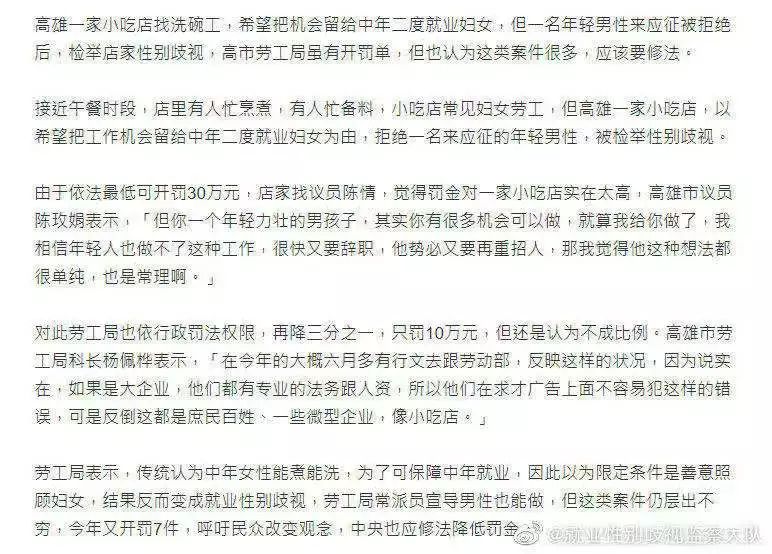 高雄一家小吃店找洗碗工，希望把机会留给中年二度就业妇女，但一名年轻男性来应征被拒绝
后，检举店家性别歧视，高市劳工局虽有开罚单，但也认为这类案件很多，应该要修法。
接近午餐时段，店里有人忙烹煮，有人忙备料，小吃店常见妇女劳工，但高雄一家小吃店，以
希望把工作机会留给中年二度就业妇女为由，拒绝一名来应征的年轻男性，被检举性别歧视。
由于依法最低可开罚30万元，店家找议员陈情，觉得罚金对一家小吃店实在太高，高雄市议员
陈玫娟表示，「但你一个年轻力壮的男孩子，其实你有很多机会可以做，就算我给你做了，我
相信年轻人也做不了这种工作，很快又要辞职，他势必又要再重招人，那我觉得他这种想法都
很单纯，也是常理啊。」
对此劳工局也依行政罚法权限，再降三分之一，只罚10万元，但还是认为不成比例。高雄市劳
工局科长杨佩桦表示，「在今年的大概六月多有行文去跟劳动部，反映这样的状况，因为说实
在，如果是大企业，他们都有专业的法务跟人资，所以他们在求才广告上面不容易犯这样的错
误，可是反倒这都是庶民百姓、一些微型企业，像小吃店。」
劳工局表示，传统认为中年女性能煮能洗，为了可保障中年就业，因此以为限定条件是善意照
顾妇女，结果反而变成就业性别歧视，劳工局常派员宣导男性也能做，但这类案件仍层出不
穷，今年又开罚7件，呼吁民众改变观念，中央也应修法降低罚金。
@就业性别歧视监察大队